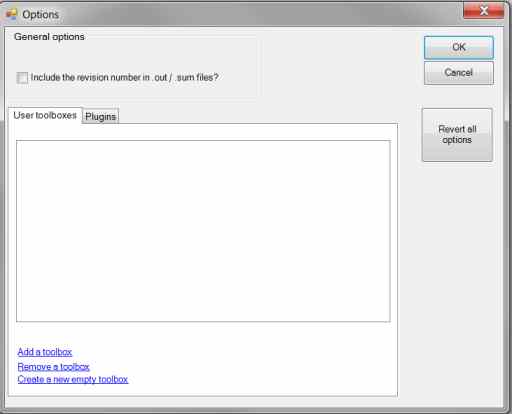 Options
General options
Include the revision number in .out / .sum files?
OK
Cancel
User toolboxes
Plugins
Revert all
options
Add a toolbox
Remove a toolbox
Create a new empty toolbox